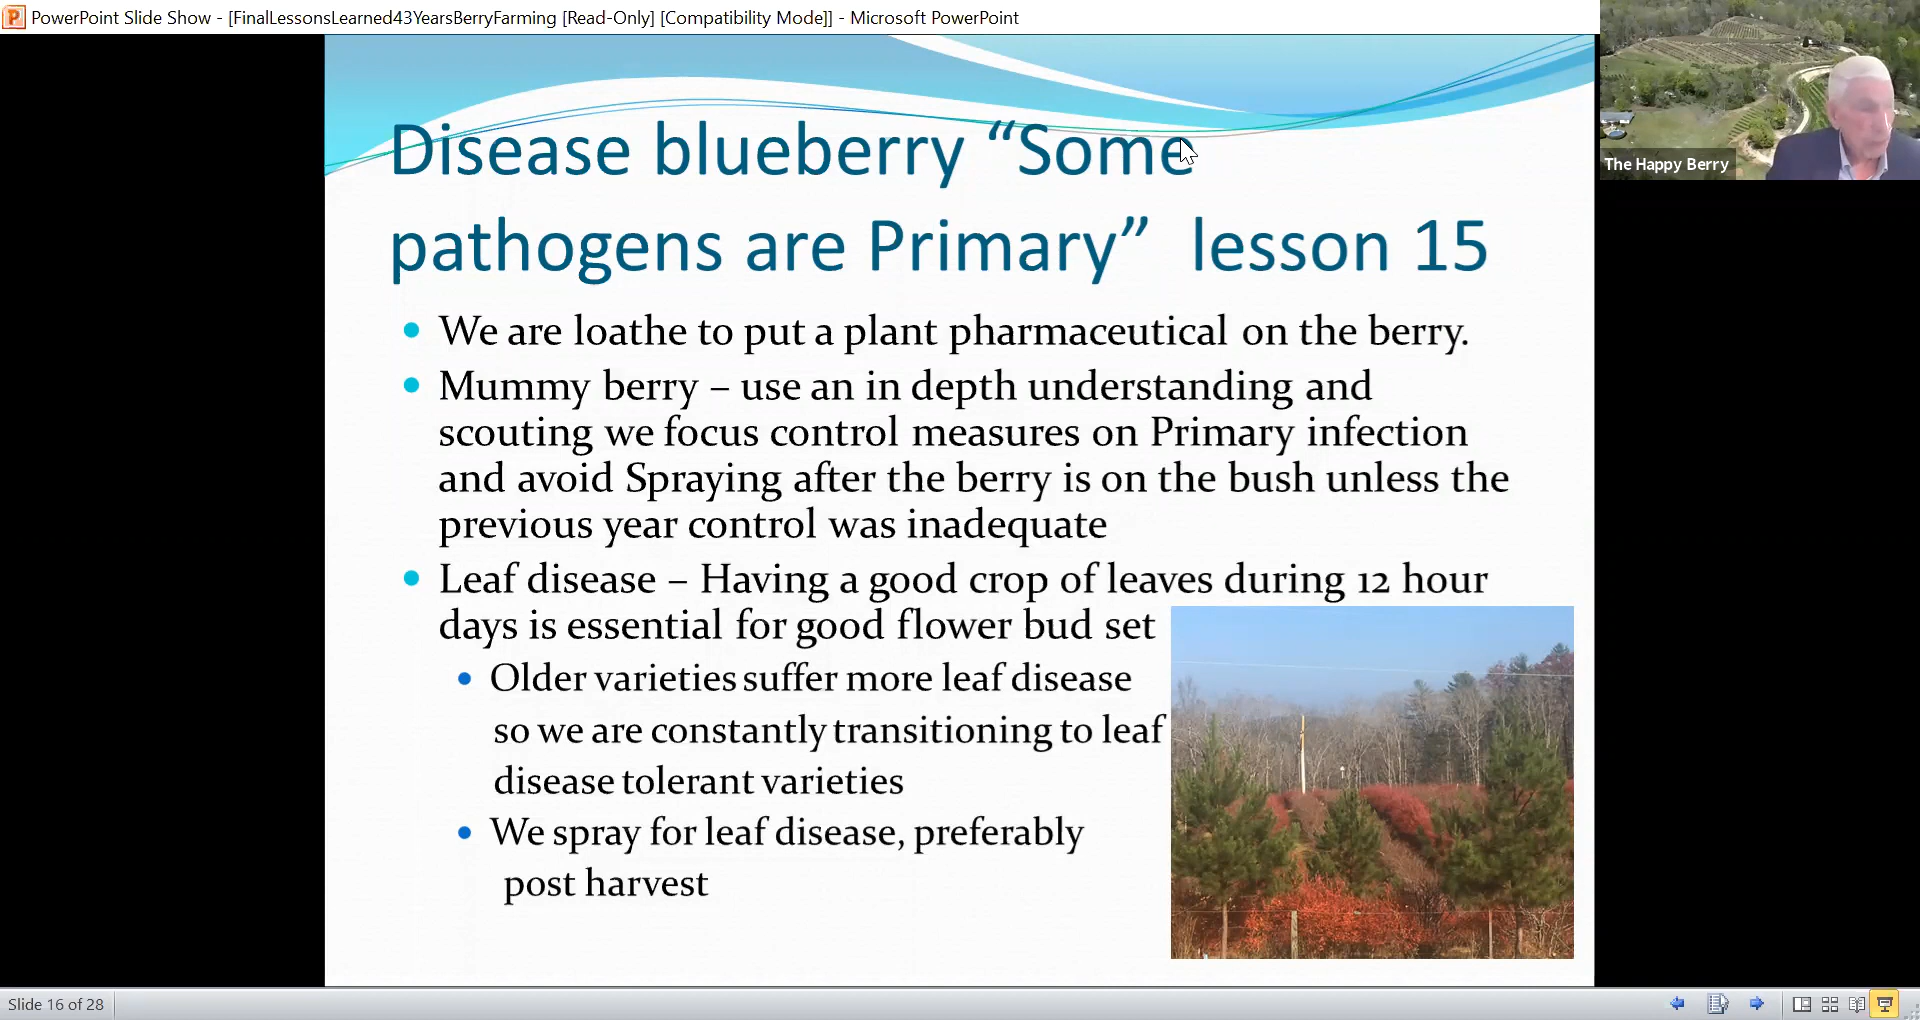 PowerPoint Slide Show - [FinalLessonsLearned43YearsBerryFarming [Read-Only] [Compatibility Mode]] - Microsoft PowerPoint
The Happy Berry
Disease blueberry “Some
pathogens are Primary” lesson 15
We are loathe to put a plant pharmaceutical on the berry.
Mummy berry – use an in depth understanding and
scouting we focus control measures on Primary infection
and avoid Spraying after the berry is on the bush unless the
previous year control was inadequate
Leaf disease – Having a good crop of leaves during 12 hour
days is essential for good flower bud set
Older varieties suffer more leaf disease
so we are constantly transitioning to leaf
disease tolerant varieties
We spray for leaf disease, preferably
post harvest
Slide 16 of 28